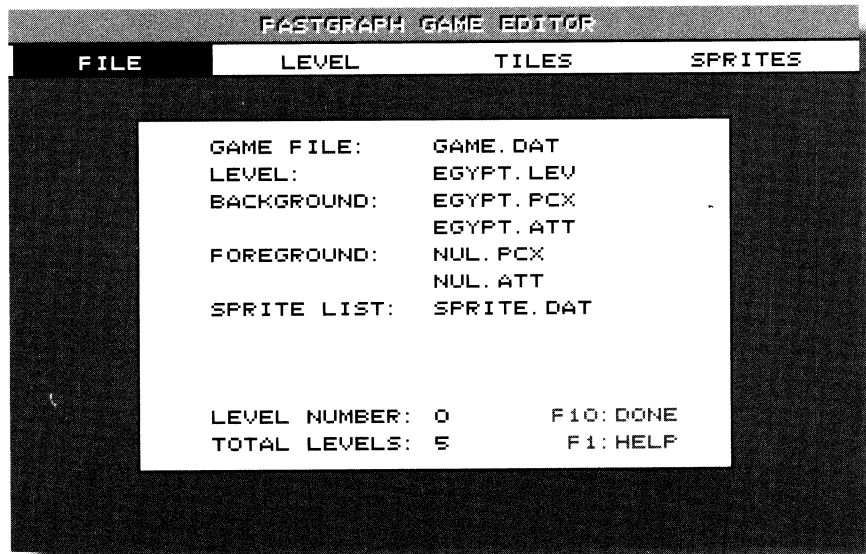 FASTGRAPH GAME EDITOR
FILE LEVEL TILES SPRITES
GAME FILE: GAME.DAT
LEVEL: EGYPT.LEV
BACKGROUND: EGYPT.PCX
EGYPT.ATT
FOREGROUND: NUL.PCX
NUL.ATT
SPRITE LIST: SPRITE.DAT
LEVEL NUMBER: 0 F10: DONE
TOTAL LEVELS: 5 F1: HELP